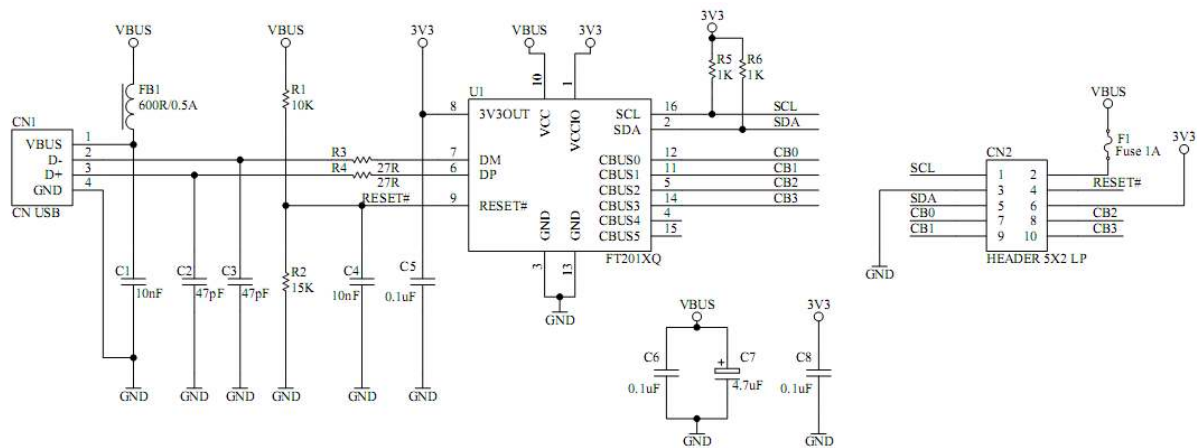 VBUS VBUS 3V3 VBUS 3V3 3V3
FB1
600R/0.5A
R1
10K
U1
10 1
R5
1K
R6
1K
VBUS
CN1
8 3V3OUT VCC VCCIO SCL 16 SCL
SDA 2 SDA
F1
Fuse 1A
3V3
VBUS 1
D- 2
D+ 3
GND 4
CN USB
R3 27R 7 DM
R4 27R 6 DP
RESET# 9 RESET#
CBUS0 12 CB0
CBUS1 11 CB1
CBUS2 5 CB2
CBUS3 14 CB3
CBUS4 4
CBUS5 15
GND GND
FT201XQ
3 13
GND
CN2
SCL 1 2
3 4 RESET#
SDA 5 6
CB0 7 8 CB2
CB1 9 10 CB3
HEADER 5X2 LP
GND
C1
10nF
C2
47pF
C3
47pF
R2
15K
C4
10nF
C5
0.1uF
GND GND GND GND GND GND
VBUS 3V3
C6
0.1uF
+ C7
4.7uF
C8
0.1uF
GND GND